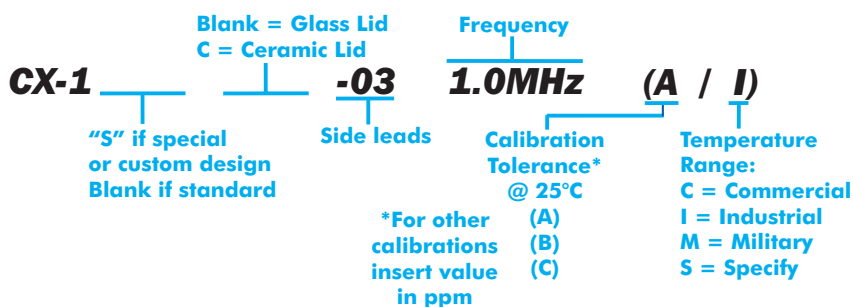 Blank = Glass Lid
C = Ceramic Lid
Frequency
CX-1 -03 1.0MHz (A / I)
“S” if special
or custom design
Blank if standard
Side leads
Calibration
Tolerance*
@ 25°C
(A)
(B)
(C)
*For other
calibrations
insert value
in ppm
Temperature
Range:
C = Commercial
I = Industrial
M = Military
S = Specify